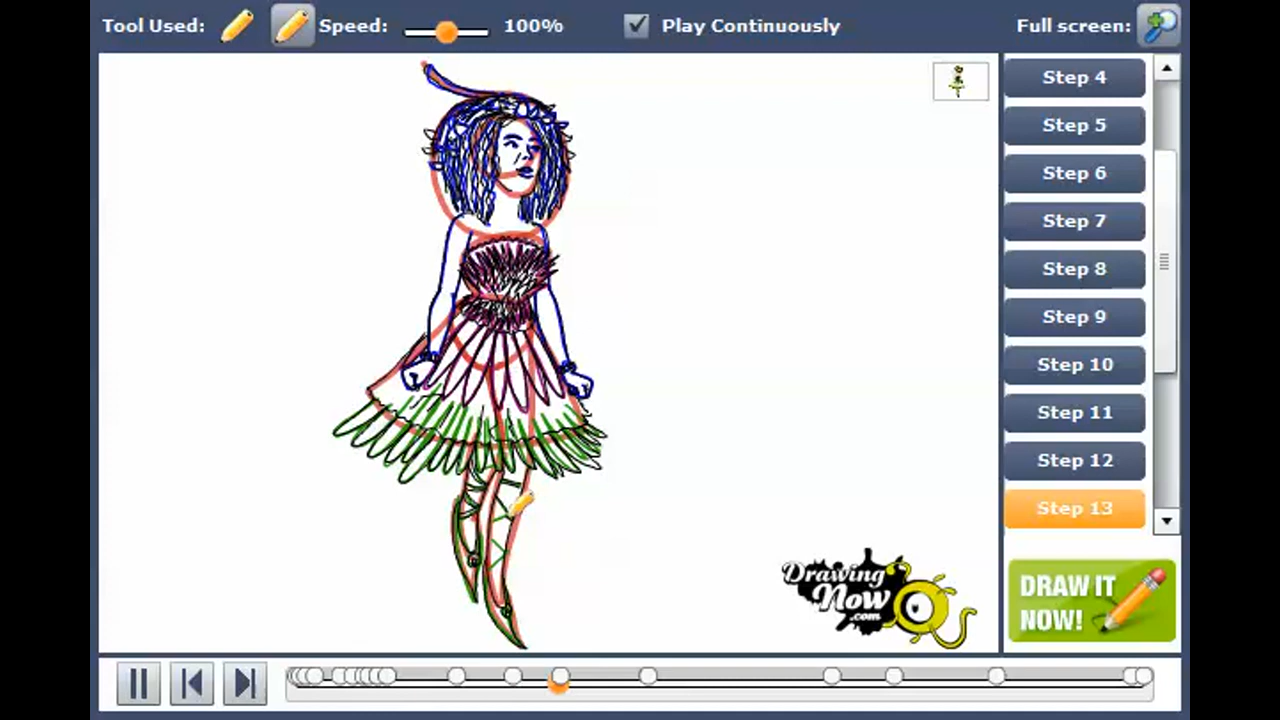 Tool Used: Speed: 100% Play Continuously Full screen:
Step 4
Step 5
Step 6
Step 7
Step 8
Step 9
Step 10
Step 11
Step 12
Step 13
Drawing
Now
.com
DRAW IT
NOW!